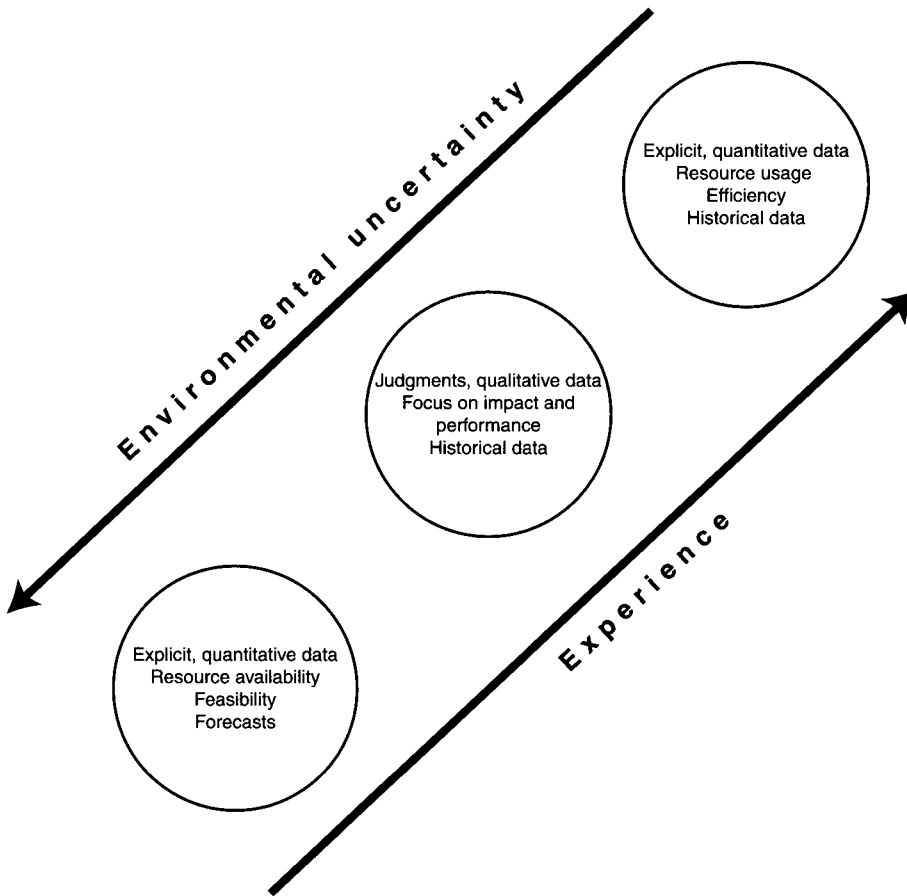 Environmental uncertainty
Explicit, quantitative data
Resource usage
Efficiency
Historical data
Judgments, qualitative data
Focus on impact and
performance
Historical data
Experience
Explicit, quantitative data
Resource availability
Feasibility
Forecasts